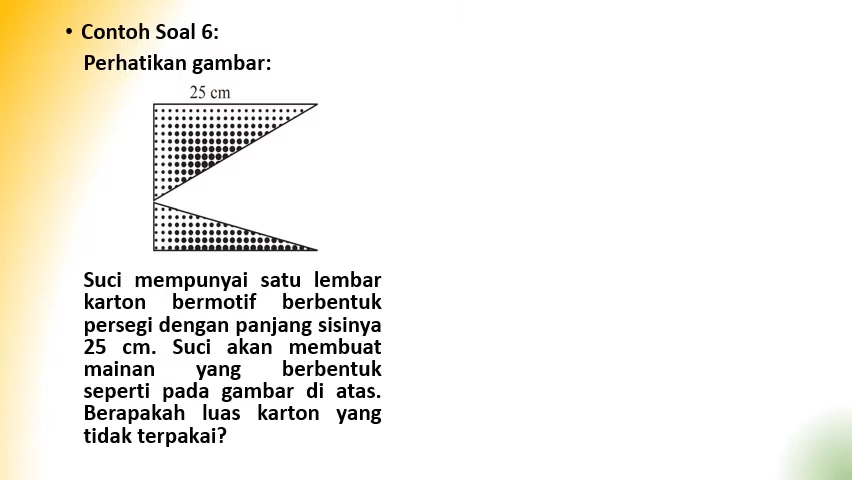 • Contoh Soal 6:
Perhatikan gambar:
25 cm
Suci mempunyai satu lembar
karton bermotif berbentuk
persegi dengan panjang sisinya
25 cm. Suci akan membuat
mainan yang berbentuk
seperti pada gambar di atas.
Berapakah luas karton yang
tidak terpakai?